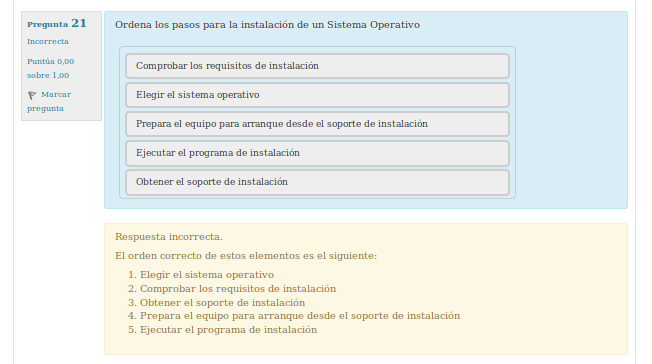 Pregunta 21
Incorrecta
Puntúa 0,00
sobre 1,00
Marcar
pregunta
Ordena los pasos para la instalación de un Sistema Operativo
Comprobar los requisitos de instalación
Elegir el sistema operativo
Prepara el equipo para arranque desde el soporte de instalación
Ejecutar el programa de instalación
Obtener el soporte de instalación
Respuesta incorrecta.
El orden correcto de estos elementos es el siguiente:
1. Elegir el sistema operativo
2. Comprobar los requisitos de instalación
3. Obtener el soporte de instalación
4. Prepara el equipo para arranque desde el soporte de instalación
5. Ejecutar el programa de instalación